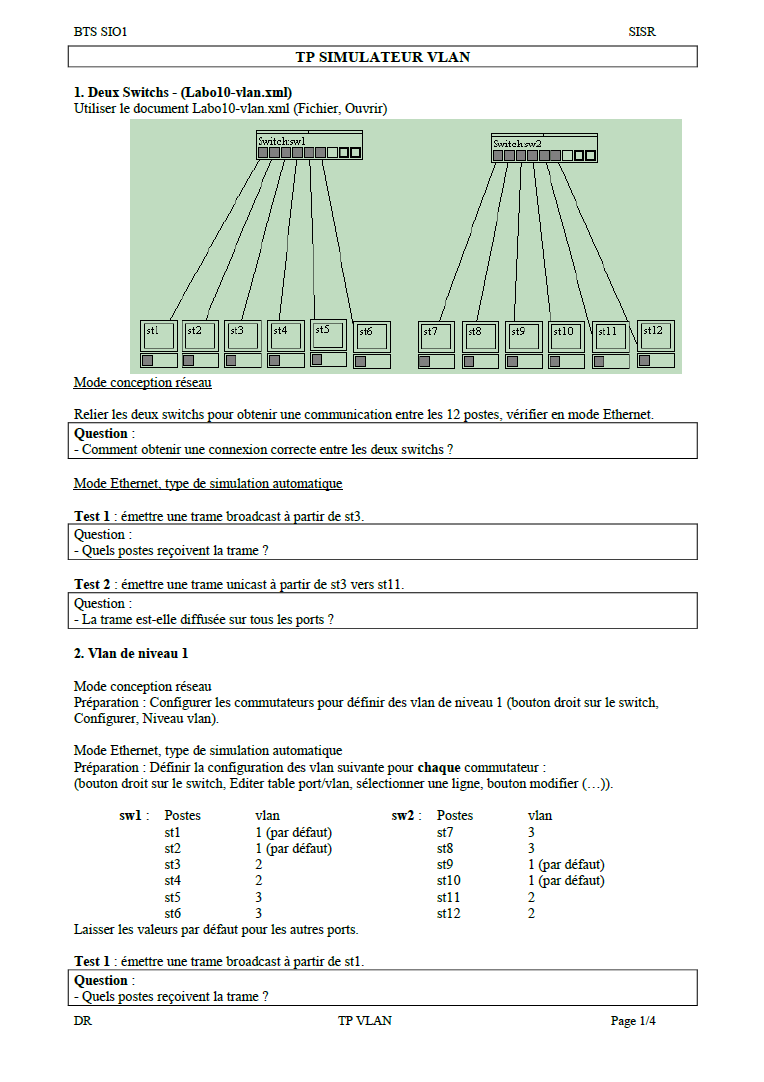 BTS SIO1 SISR
TP SIMULATEUR VLAN
1. Deux Switchs - (Labo10-vlan.xml)
Utiliser le document Labo10-vlan.xml (Fichier, Ouvrir)
Switch:sw1 Switch:sw2
st1 st2 st3 st4 st5 st6 st7 st8 st9 st10 st11 st12
Mode conception réseau
Relier les deux switchs pour obtenir une communication entre les 12 postes, vérifier en mode Ethernet.
Question :
- Comment obtenir une connexion correcte entre les deux switchs ?
Mode Ethernet, type de simulation automatique
Test 1 : émettre une trame broadcast à partir de st3.
Question :
- Quels postes reçoivent la trame ?
Test 2 : émettre une trame unicast à partir de st3 vers st11.
Question :
- La trame est-elle diffusée sur tous les ports ?
2. Vlan de niveau 1
Mode conception réseau
Préparation : Configurer les commutateurs pour définir des vlan de niveau 1 (bouton droit sur le switch,
Configurer, Niveau vlan).
Mode Ethernet, type de simulation automatique
Préparation : Définir la configuration des vlan suivante pour chaque commutateur :
(bouton droit sur le switch, Editer table port/vlan, sélectionner une ligne, bouton modifier (…)).
sw1 : Postes vlan sw2 : Postes vlan
st1 1 (par défaut) st7 3
st2 1 (par défaut) st8 3
st3 2 st9 1 (par défaut)
st4 2 st10 1 (par défaut)
st5 3 st11 2
st6 3 st12 2
Laisser les valeurs par défaut pour les autres ports.
Test 1 : émettre une trame broadcast à partir de st1.
Question :
- Quels postes reçoivent la trame ?
DR TP VLAN Page 1/4